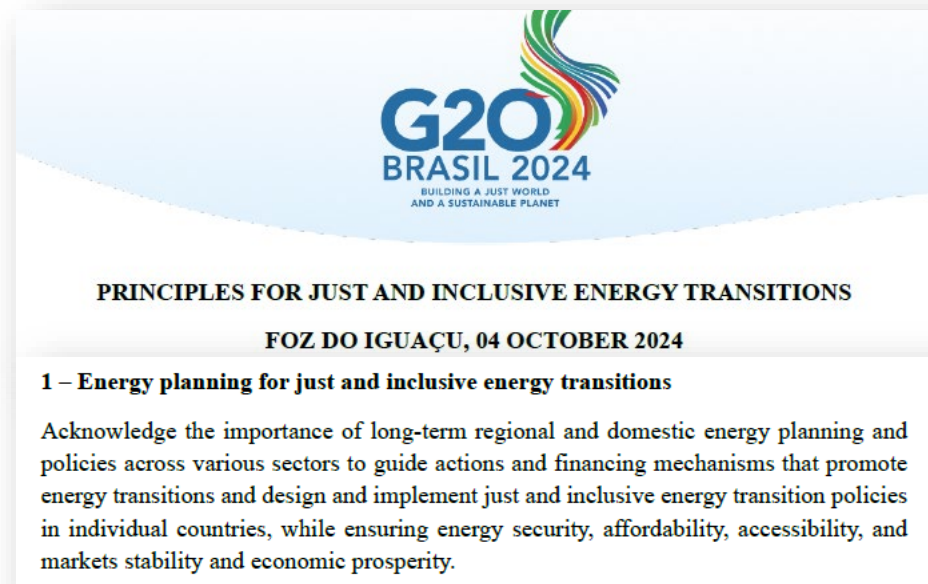 G20
BRASIL 2024
BUILDING A JUST WORLD
AND A SUSTAINABLE PLANET
PRINCIPLES FOR JUST AND INCLUSIVE ENERGY TRANSITIONS
FOZ DO IGUAÇU, 04 OCTOBER 2024
1 – Energy planning for just and inclusive energy transitions
Acknowledge the importance of long-term regional and domestic energy planning and
policies across various sectors to guide actions and financing mechanisms that promote
energy transitions and design and implement just and inclusive energy transition policies
in individual countries, while ensuring energy security, affordability, accessibility, and
markets stability and economic prosperity.